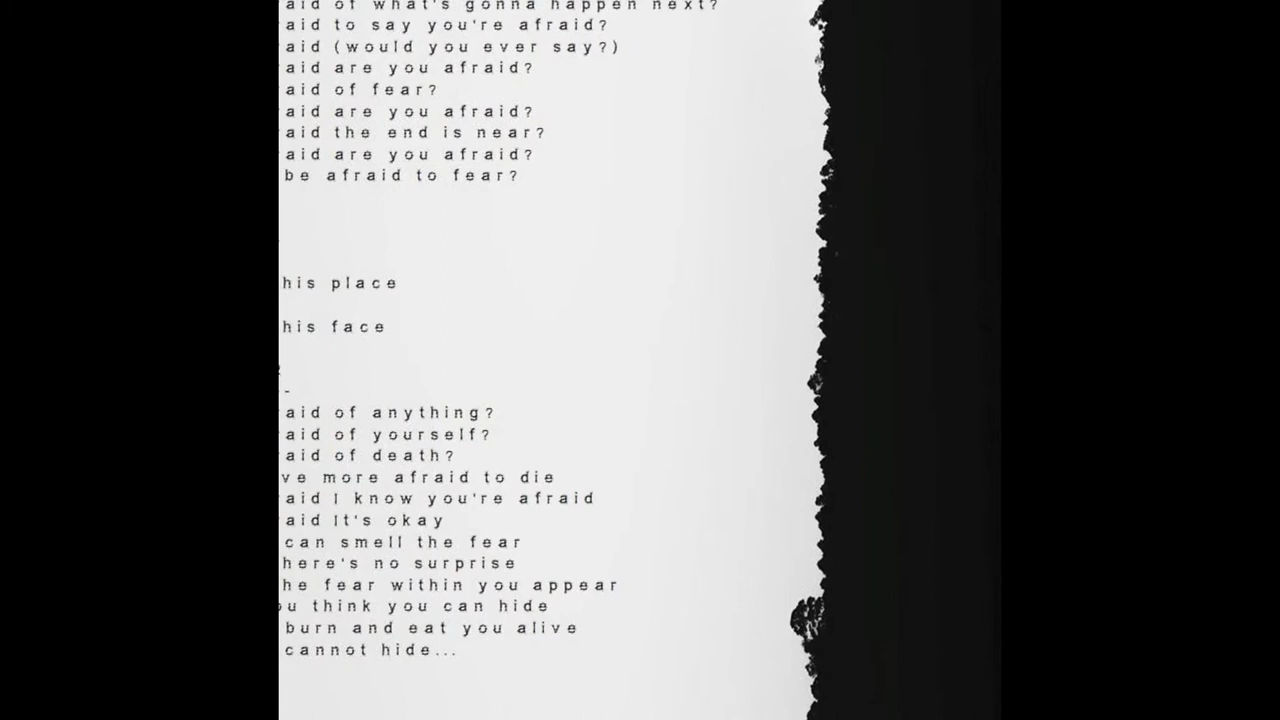 aid of what's gonna happen next?
aid to say you're afraid?
aid (would you ever say?)
aid are you afraid?
aid of fear?
aid are you afraid?
aid the end is near?
aid are you afraid?
be afraid to fear?
his place
his face
-
aid of anything?
aid of yourself?
aid of death?
ve more afraid to die
aid I know you're afraid
aid It's okay
can smell the fear
here's no surprise
he fear within you appear
ou think you can hide
burn and eat you alive
cannot hide...